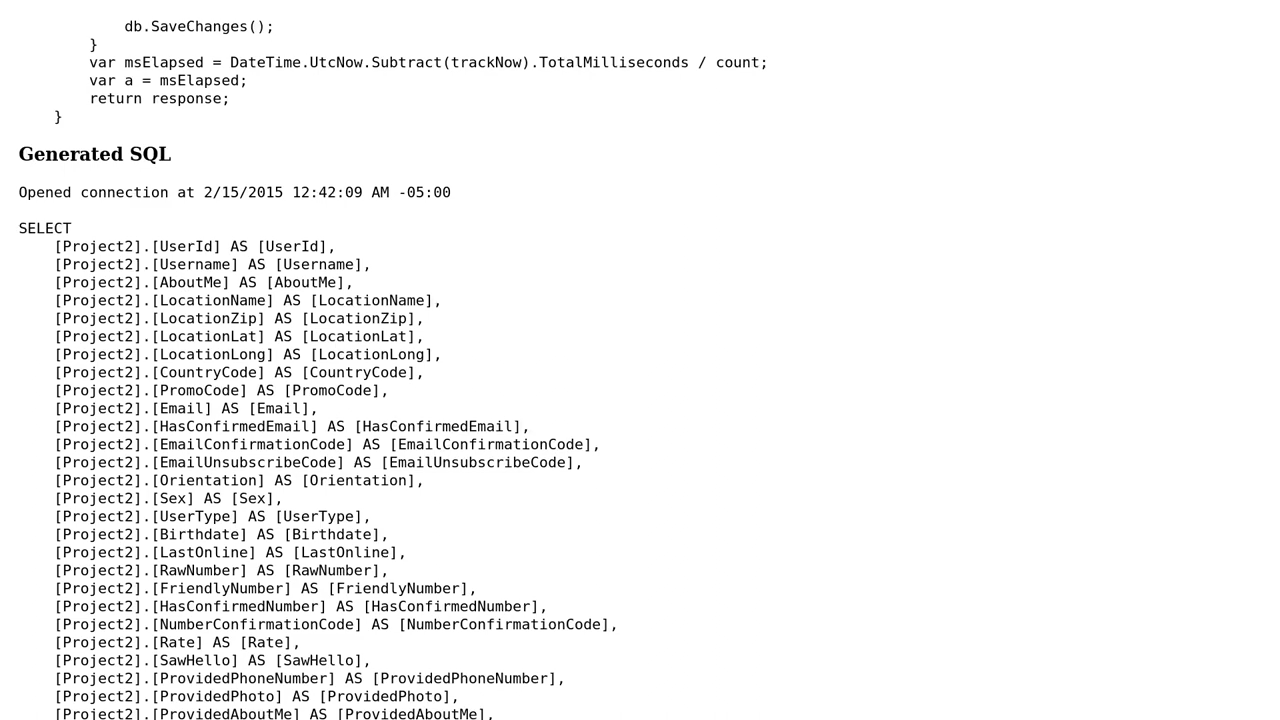 db.SaveChanges();
        }
        var msElapsed = DateTime.UtcNow.Subtract(trackNow).TotalMilliseconds / count;
        var a = msElapsed;
        return response;
    }
Generated SQL
Opened connection at 2/15/2015 12:42:09 AM -05:00
SELECT
    [Project2].[UserId] AS [UserId],
    [Project2].[Username] AS [Username],
    [Project2].[AboutMe] AS [AboutMe],
    [Project2].[LocationName] AS [LocationName],
    [Project2].[LocationZip] AS [LocationZip],
    [Project2].[LocationLat] AS [LocationLat],
    [Project2].[LocationLong] AS [LocationLong],
    [Project2].[CountryCode] AS [CountryCode],
    [Project2].[PromoCode] AS [PromoCode],
    [Project2].[Email] AS [Email],
    [Project2].[HasConfirmedEmail] AS [HasConfirmedEmail],
    [Project2].[EmailConfirmationCode] AS [EmailConfirmationCode],
    [Project2].[EmailUnsubscribeCode] AS [EmailUnsubscribeCode],
    [Project2].[Orientation] AS [Orientation],
    [Project2].[Sex] AS [Sex],
    [Project2].[UserType] AS [UserType],
    [Project2].[Birthdate] AS [Birthdate],
    [Project2].[LastOnline] AS [LastOnline],
    [Project2].[RawNumber] AS [RawNumber],
    [Project2].[FriendlyNumber] AS [FriendlyNumber],
    [Project2].[HasConfirmedNumber] AS [HasConfirmedNumber],
    [Project2].[NumberConfirmationCode] AS [NumberConfirmationCode],
    [Project2].[Rate] AS [Rate],
    [Project2].[SawHello] AS [SawHello],
    [Project2].[ProvidedPhoneNumber] AS [ProvidedPhoneNumber],
    [Project2].[ProvidedPhoto] AS [ProvidedPhoto],
    [Project2].[ProvidedAboutMe] AS [ProvidedAboutMe],